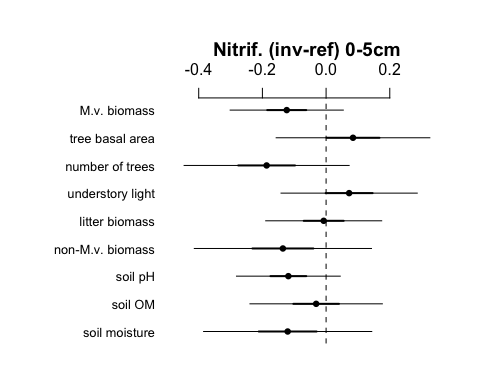 Nitrif. (inv-ref) 0-5cm
-0.4 -0.2 0.0 0.2
M.v. biomass
tree basal area
number of trees
understory light
litter biomass
non-M.v. biomass
soil pH
soil OM
soil moisture